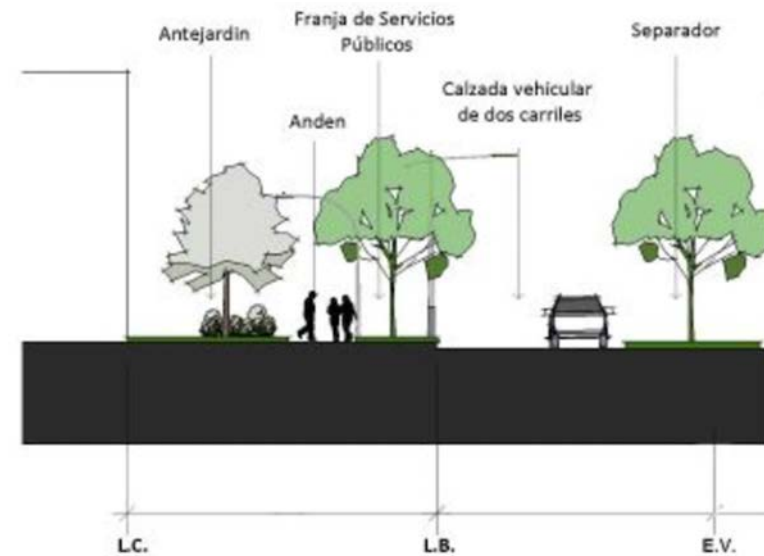 Antejardin
Franja de Servicios
Públicos
Separador
Calzada vehicular
de dos carriles
Anden
L.C.
L.B.
E.V.